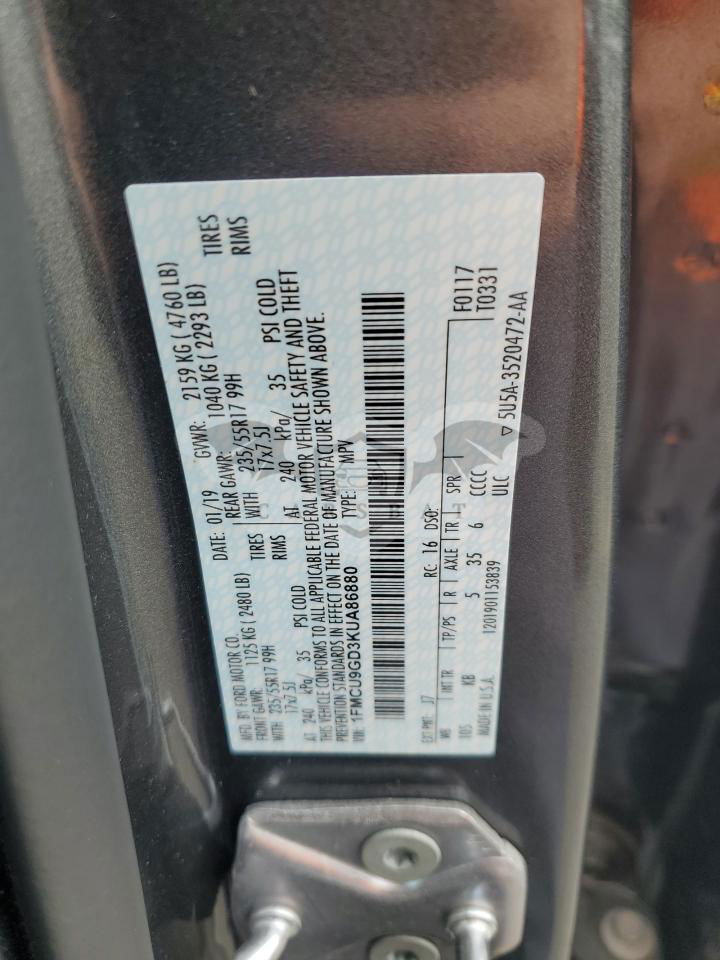 MFD. BY FORD MOTOR CO.
DATE: 01/19 GVWR: 2159 KG ( 4760 LB)
FRONT GAWR: 1125 KG ( 2480 LB) REAR GAWR: 1040 KG ( 2293 LB)
WITH 235/55R17 99H TIRES WITH 235/55R17 99H TIRES
17x7.5J RIMS 17x7.5J RIMS
AT 240 kPa/ 35 PSI COLD AT 240 kPa/ 35 PSI COLD
THIS VEHICLE CONFORMS TO ALL APPLICABLE FEDERAL MOTOR VEHICLE SAFETY AND THEFT
PREVENTION STANDARDS IN EFFECT ON THE DATE OF MANUFACTURE SHOWN ABOVE.
VIN: 1FMCU9GD3KUA86880 TYPE: MPV
EXT PNT: J7 RC: 16 DSO: F0117
T0331
WB INT TR TP/PS R AXLE TR SPR
105 KB 5 35 6 CCCC
MADE IN U.S.A. 1201901153839 ULC
▽ 5U5A-3520472-AA